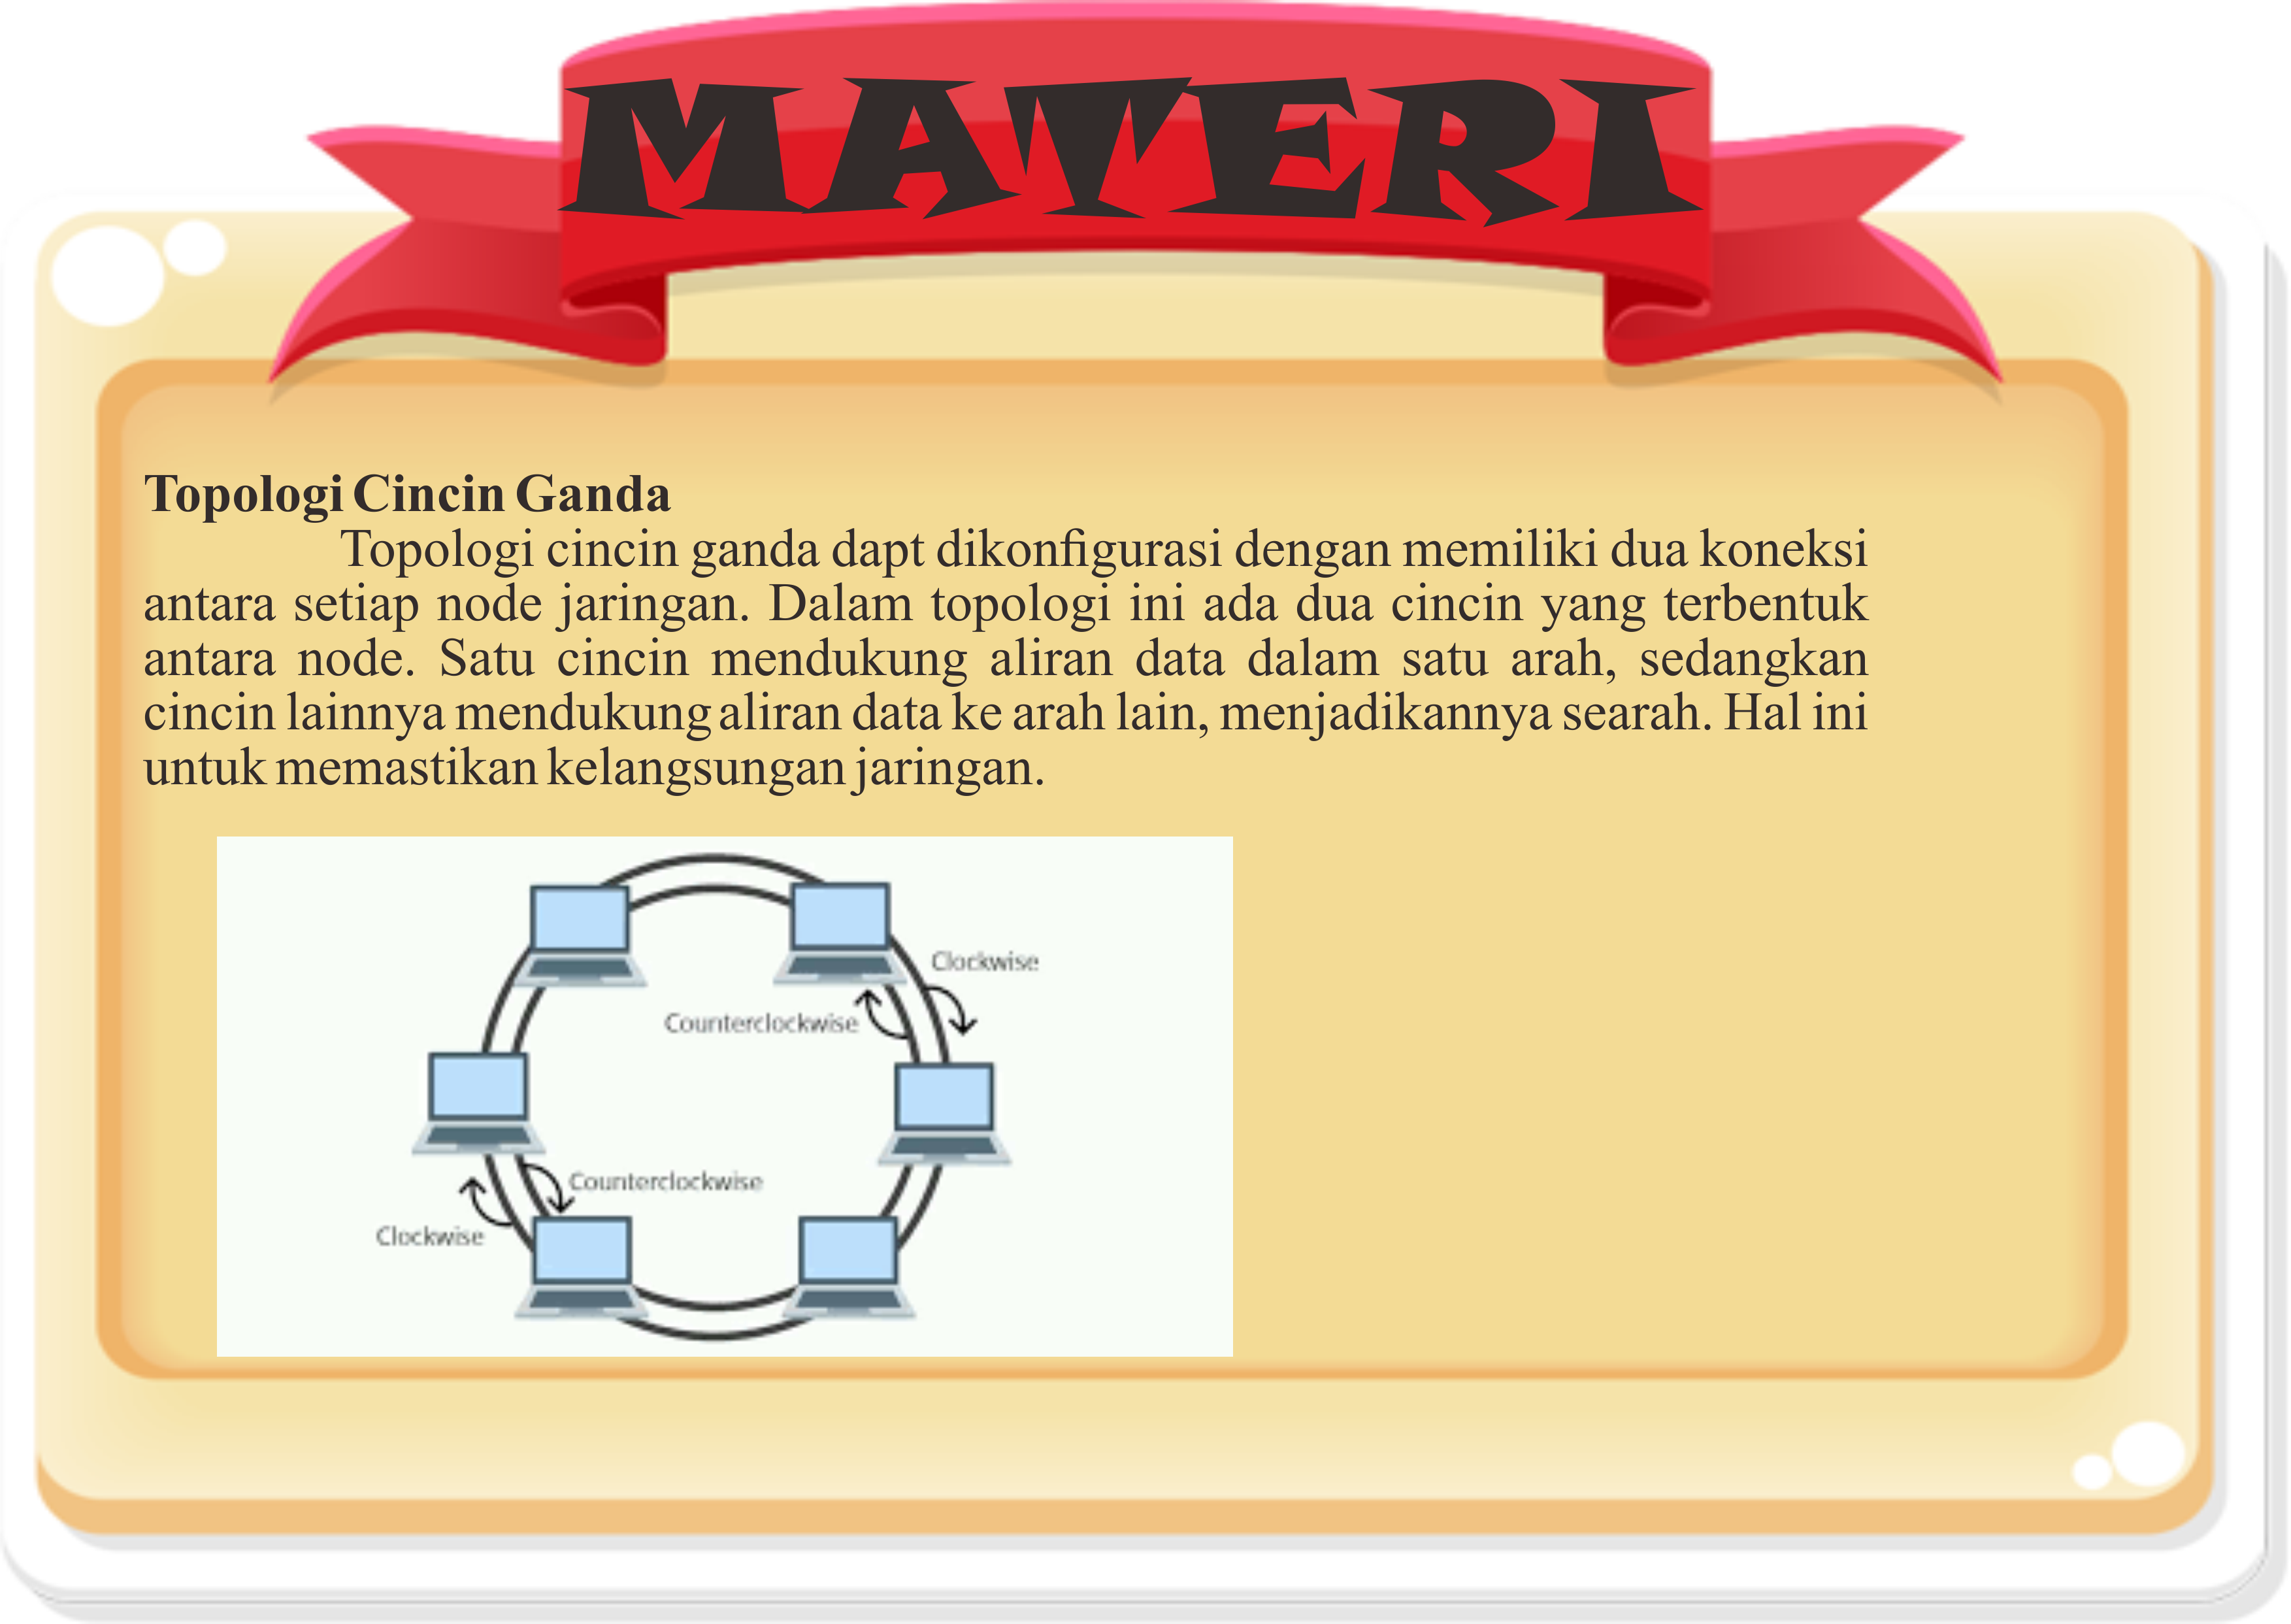 MATERI
Topologi Cincin Ganda
Topologi cincin ganda dapt dikonfigurasi dengan memiliki dua koneksi
antara setiap node jaringan. Dalam topologi ini ada dua cincin yang terbentuk
antara node. Satu cincin mendukung aliran data dalam satu arah, sedangkan
cincin lainnya mendukung aliran data ke arah lain, menjadikannya searah. Hal ini
untuk memastikan kelangsungan jaringan.
Clockwise
Counterclockwise
Counterclockwise
Clockwise